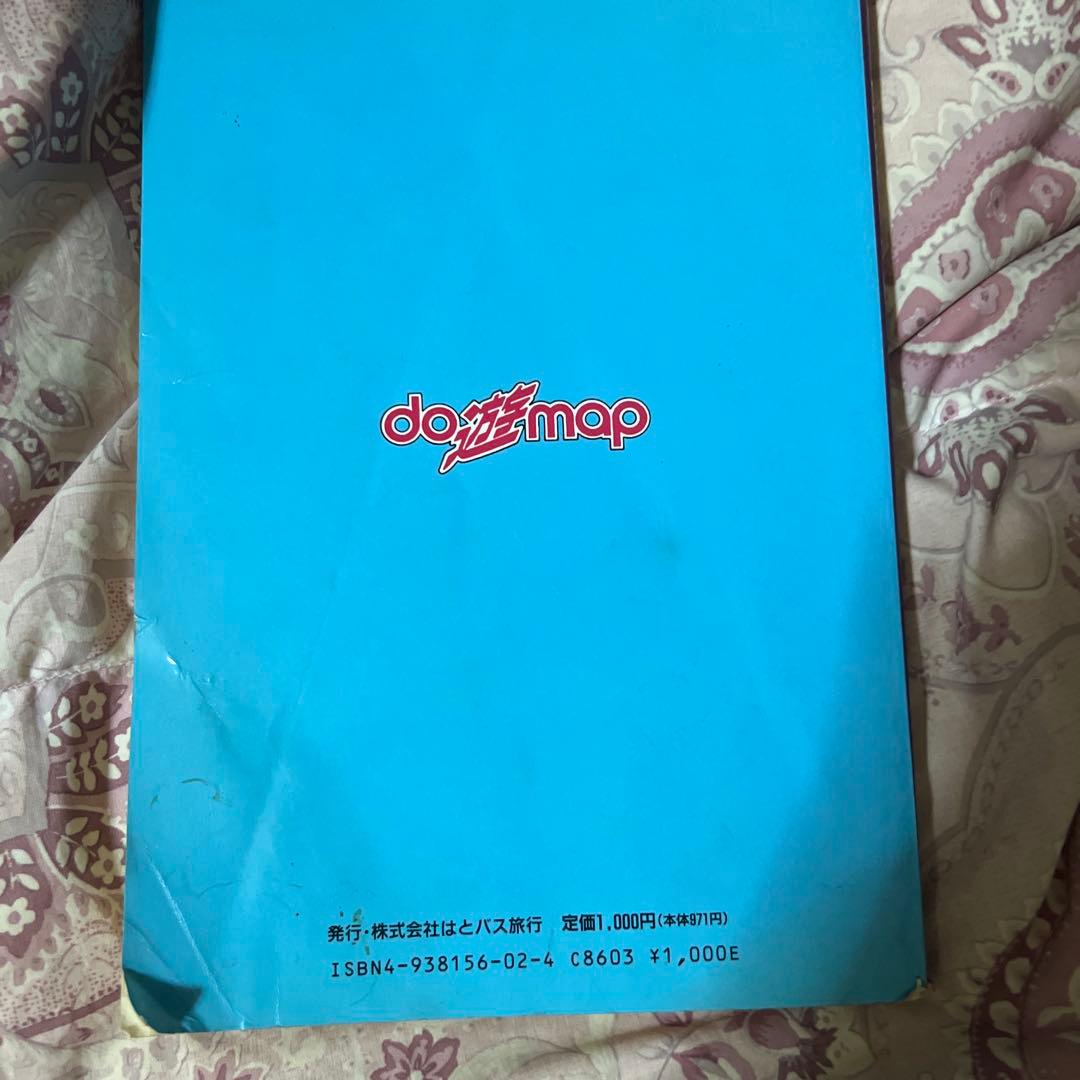 do遊map
発行・株式会社はとバス旅行 定価1,000円(本体971円)
ISBN4-938156-02-4 C8603 ¥1,000E